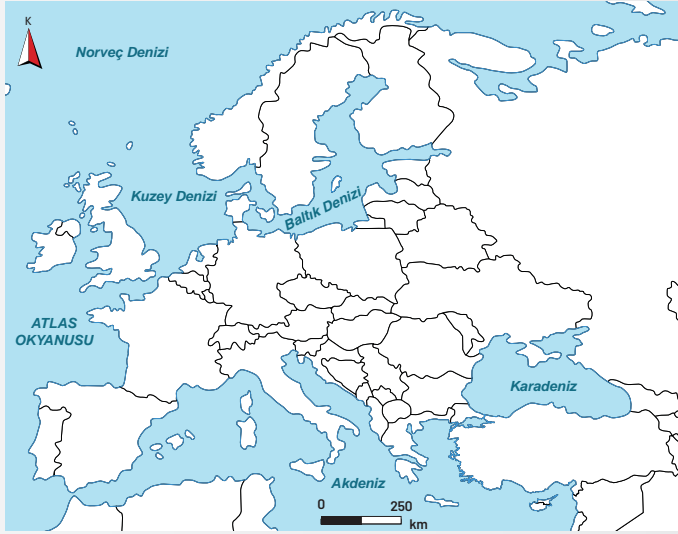 K
Norveç Denizi
Kuzey Denizi
Baltık Denizi
ATLAS
OKYANUSU
Karadeniz
Akdeniz
0 250
km